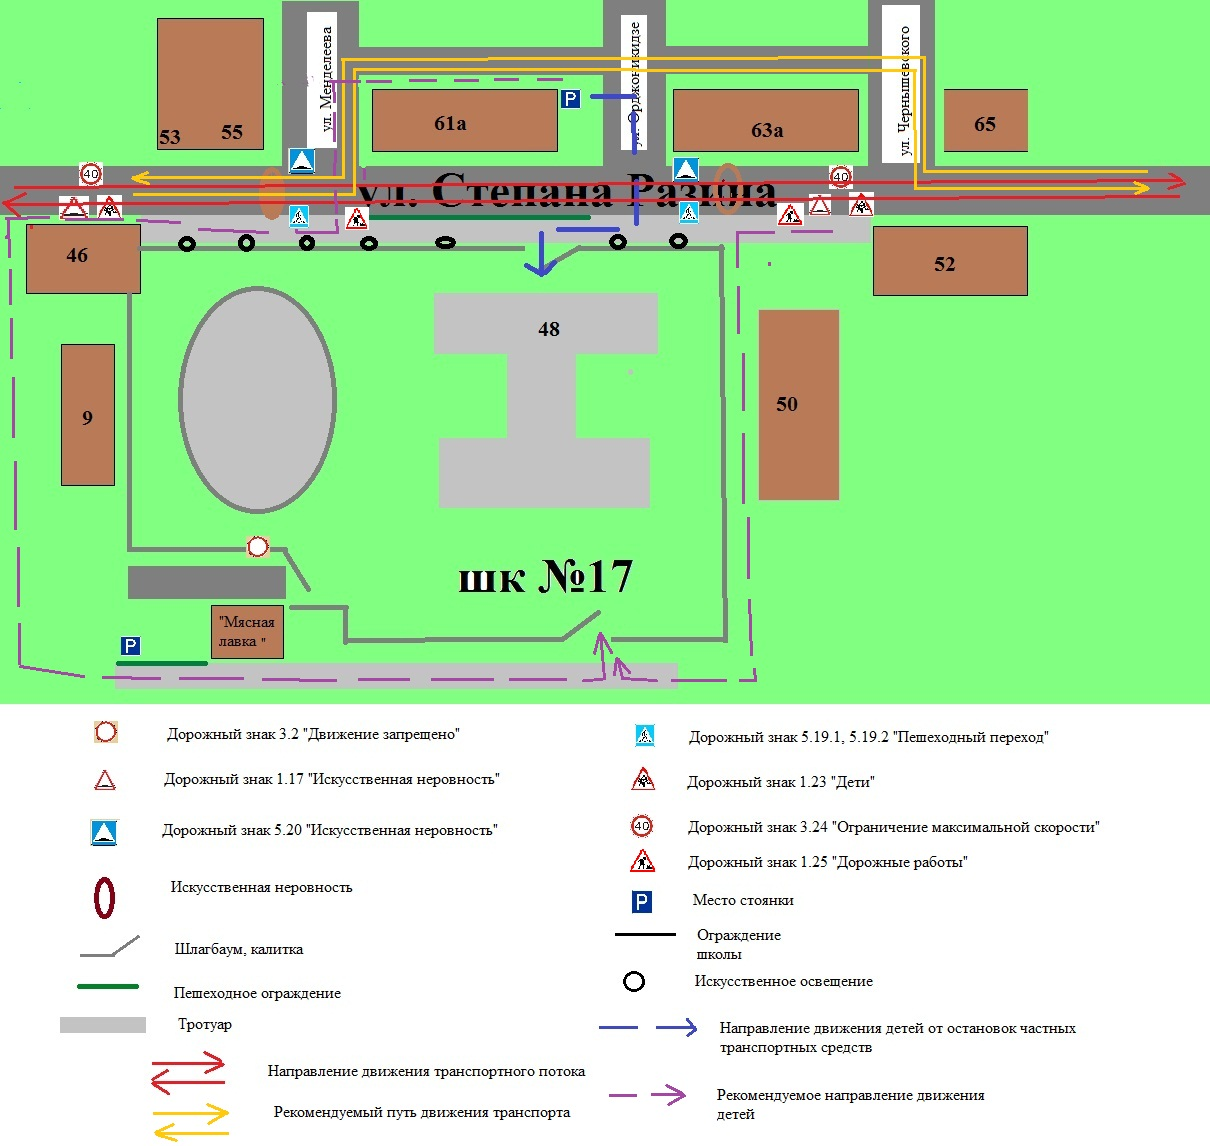 ул. Менделеева
ул. Орджоникидзе
ул. Чернышевского
53
55
61а
Р
63а
65
40
40
ул. Степана Разина
46
52
48
9
50
шк №17
"Мясная
лавка "
Р
Дорожный знак 3.2 "Движение запрещено"
Дорожный знак 5.19.1, 5.19.2 "Пешеходный переход"
Дорожный знак 1.17 "Искусственная неровность"
Дорожный знак 1.23 "Дети"
Дорожный знак 5.20 "Искусственная неровность"
40
Дорожный знак 3.24 "Ограничение максимальной скорости"
Дорожный знак 1.25 "Дорожные работы"
Искусственная неровность
Р
Место стоянки
Шлагбаум, калитка
Ограждение
школы
Пешеходное ограждение
Искусственное освещение
Тротуар
Направление движения детей от остановок частных
транспортных средств
Направление движения транспортного потока
Рекомендуемый путь движения транспорта
Рекомендуемое направление движения
детей